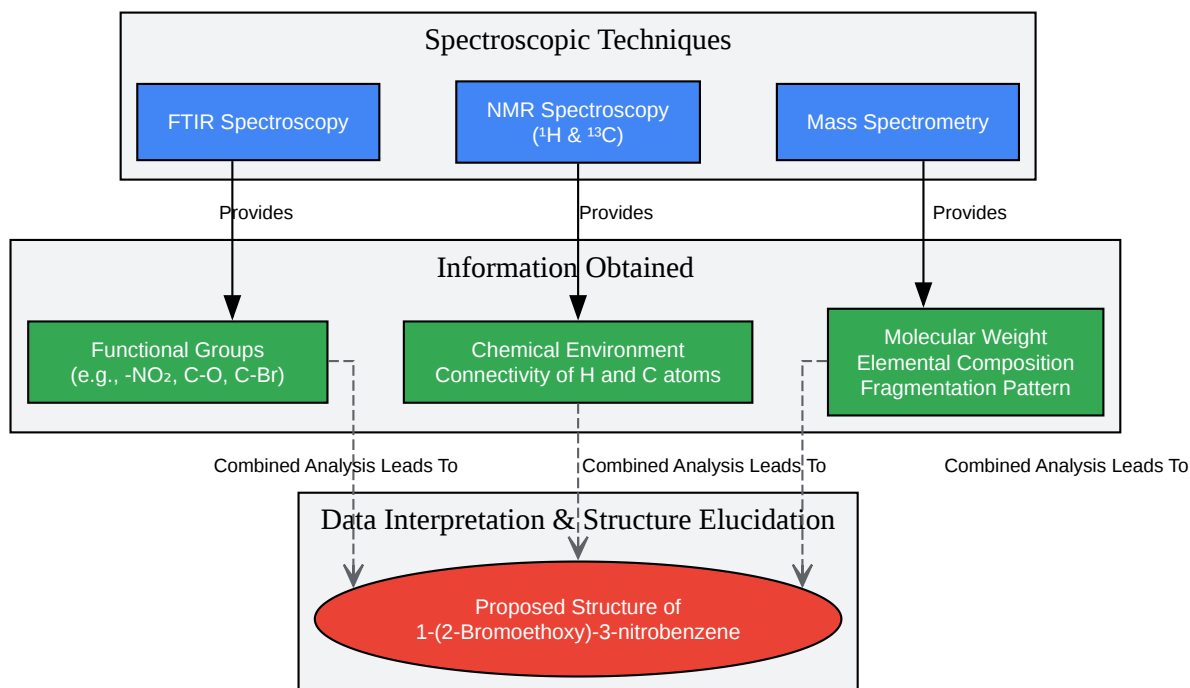 Spectroscopic Techniques
FTIR Spectroscopy
NMR Spectroscopy
(¹H & ¹³C)
Mass Spectrometry
Provides
Provides
Provides
Information Obtained
Functional Groups
(e.g., -NO₂, C-O, C-Br)
Chemical Environment
Connectivity of H and C atoms
Molecular Weight
Elemental Composition
Fragmentation Pattern
Combined Analysis Leads To
Combined Analysis Leads To
Combined Analysis Leads To
Data Interpretation & Structure Elucidation
Proposed Structure of
1-(2-Bromoethoxy)-3-nitrobenzene